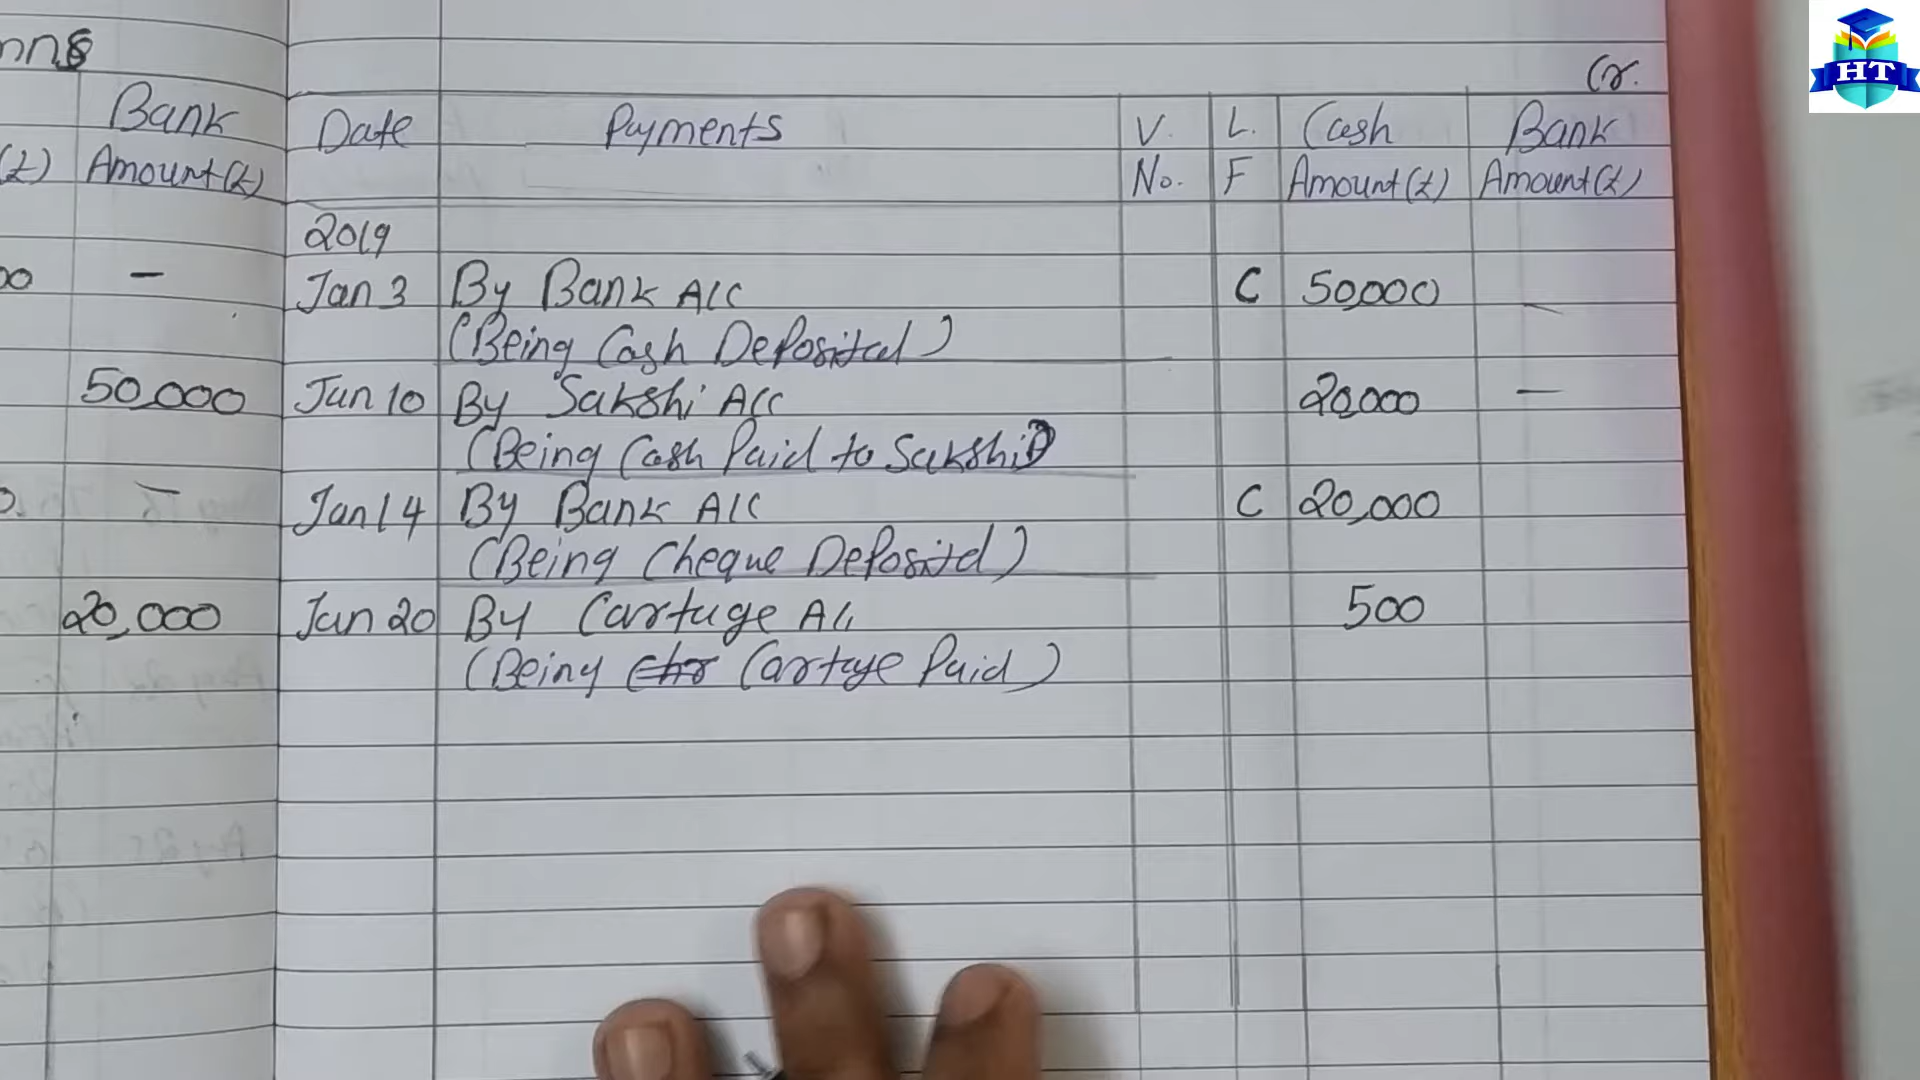 nns
Cr.
Bank Date Payments V. L. Cash Bank
(₹) Amount(₹) No. F Amount(₹) Amount(₹)
2019
00 — Jan 3 By Bank A/C C 50,000 —
(Being Cash Deposited)
50,000 Jan 10 By Sakshi A/C 20,000 —
(Being Cash Paid to Sakshi)
— Jan 14 By Bank A/C C 20,000
(Being Cheque Deposited)
20,000 Jan 20 By Cartage A/c 500
(Being Cartage Paid)
HT